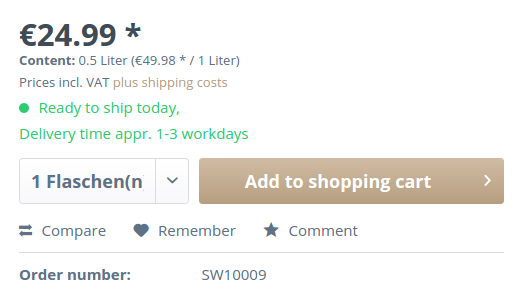 €24.99 *
Content: 0.5 Liter (€49.98 * / 1 Liter)
Prices incl. VAT plus shipping costs
Ready to ship today,
Delivery time appr. 1-3 workdays
1 Flaschen(n
Add to shopping cart
Compare Remember Comment
Order number: SW10009